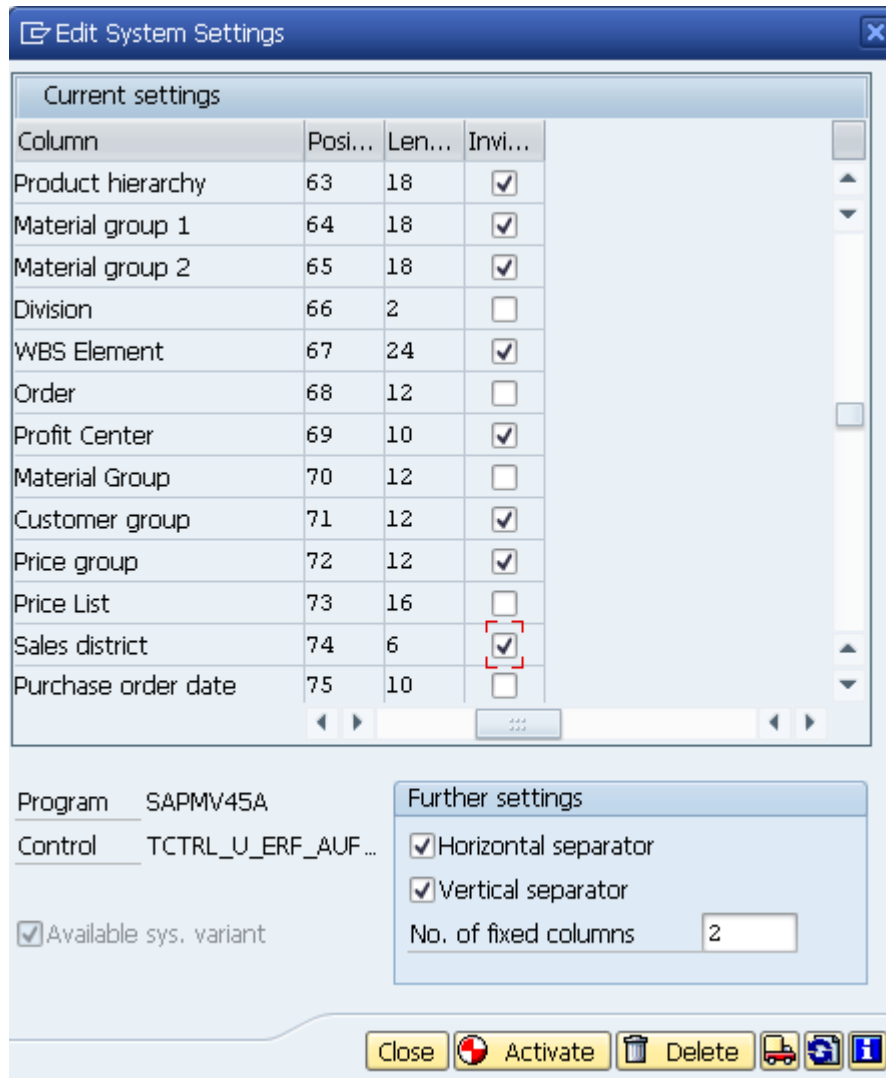 Edit System Settings
Current settings
Column Posi... Len... Invi...
Product hierarchy 63 18
Material group 1 64 18
Material group 2 65 18
Division 66 2
WBS Element 67 24
Order 68 12
Profit Center 69 10
Material Group 70 12
Customer group 71 12
Price group 72 12
Price List 73 16
Sales district 74 6
Purchase order date 75 10
Program SAPMV45A
Control TCTRL_U_ERF_AUF...
Available sys. variant
Further settings
Horizontal separator
Vertical separator
No. of fixed columns 2
Close Activate Delete